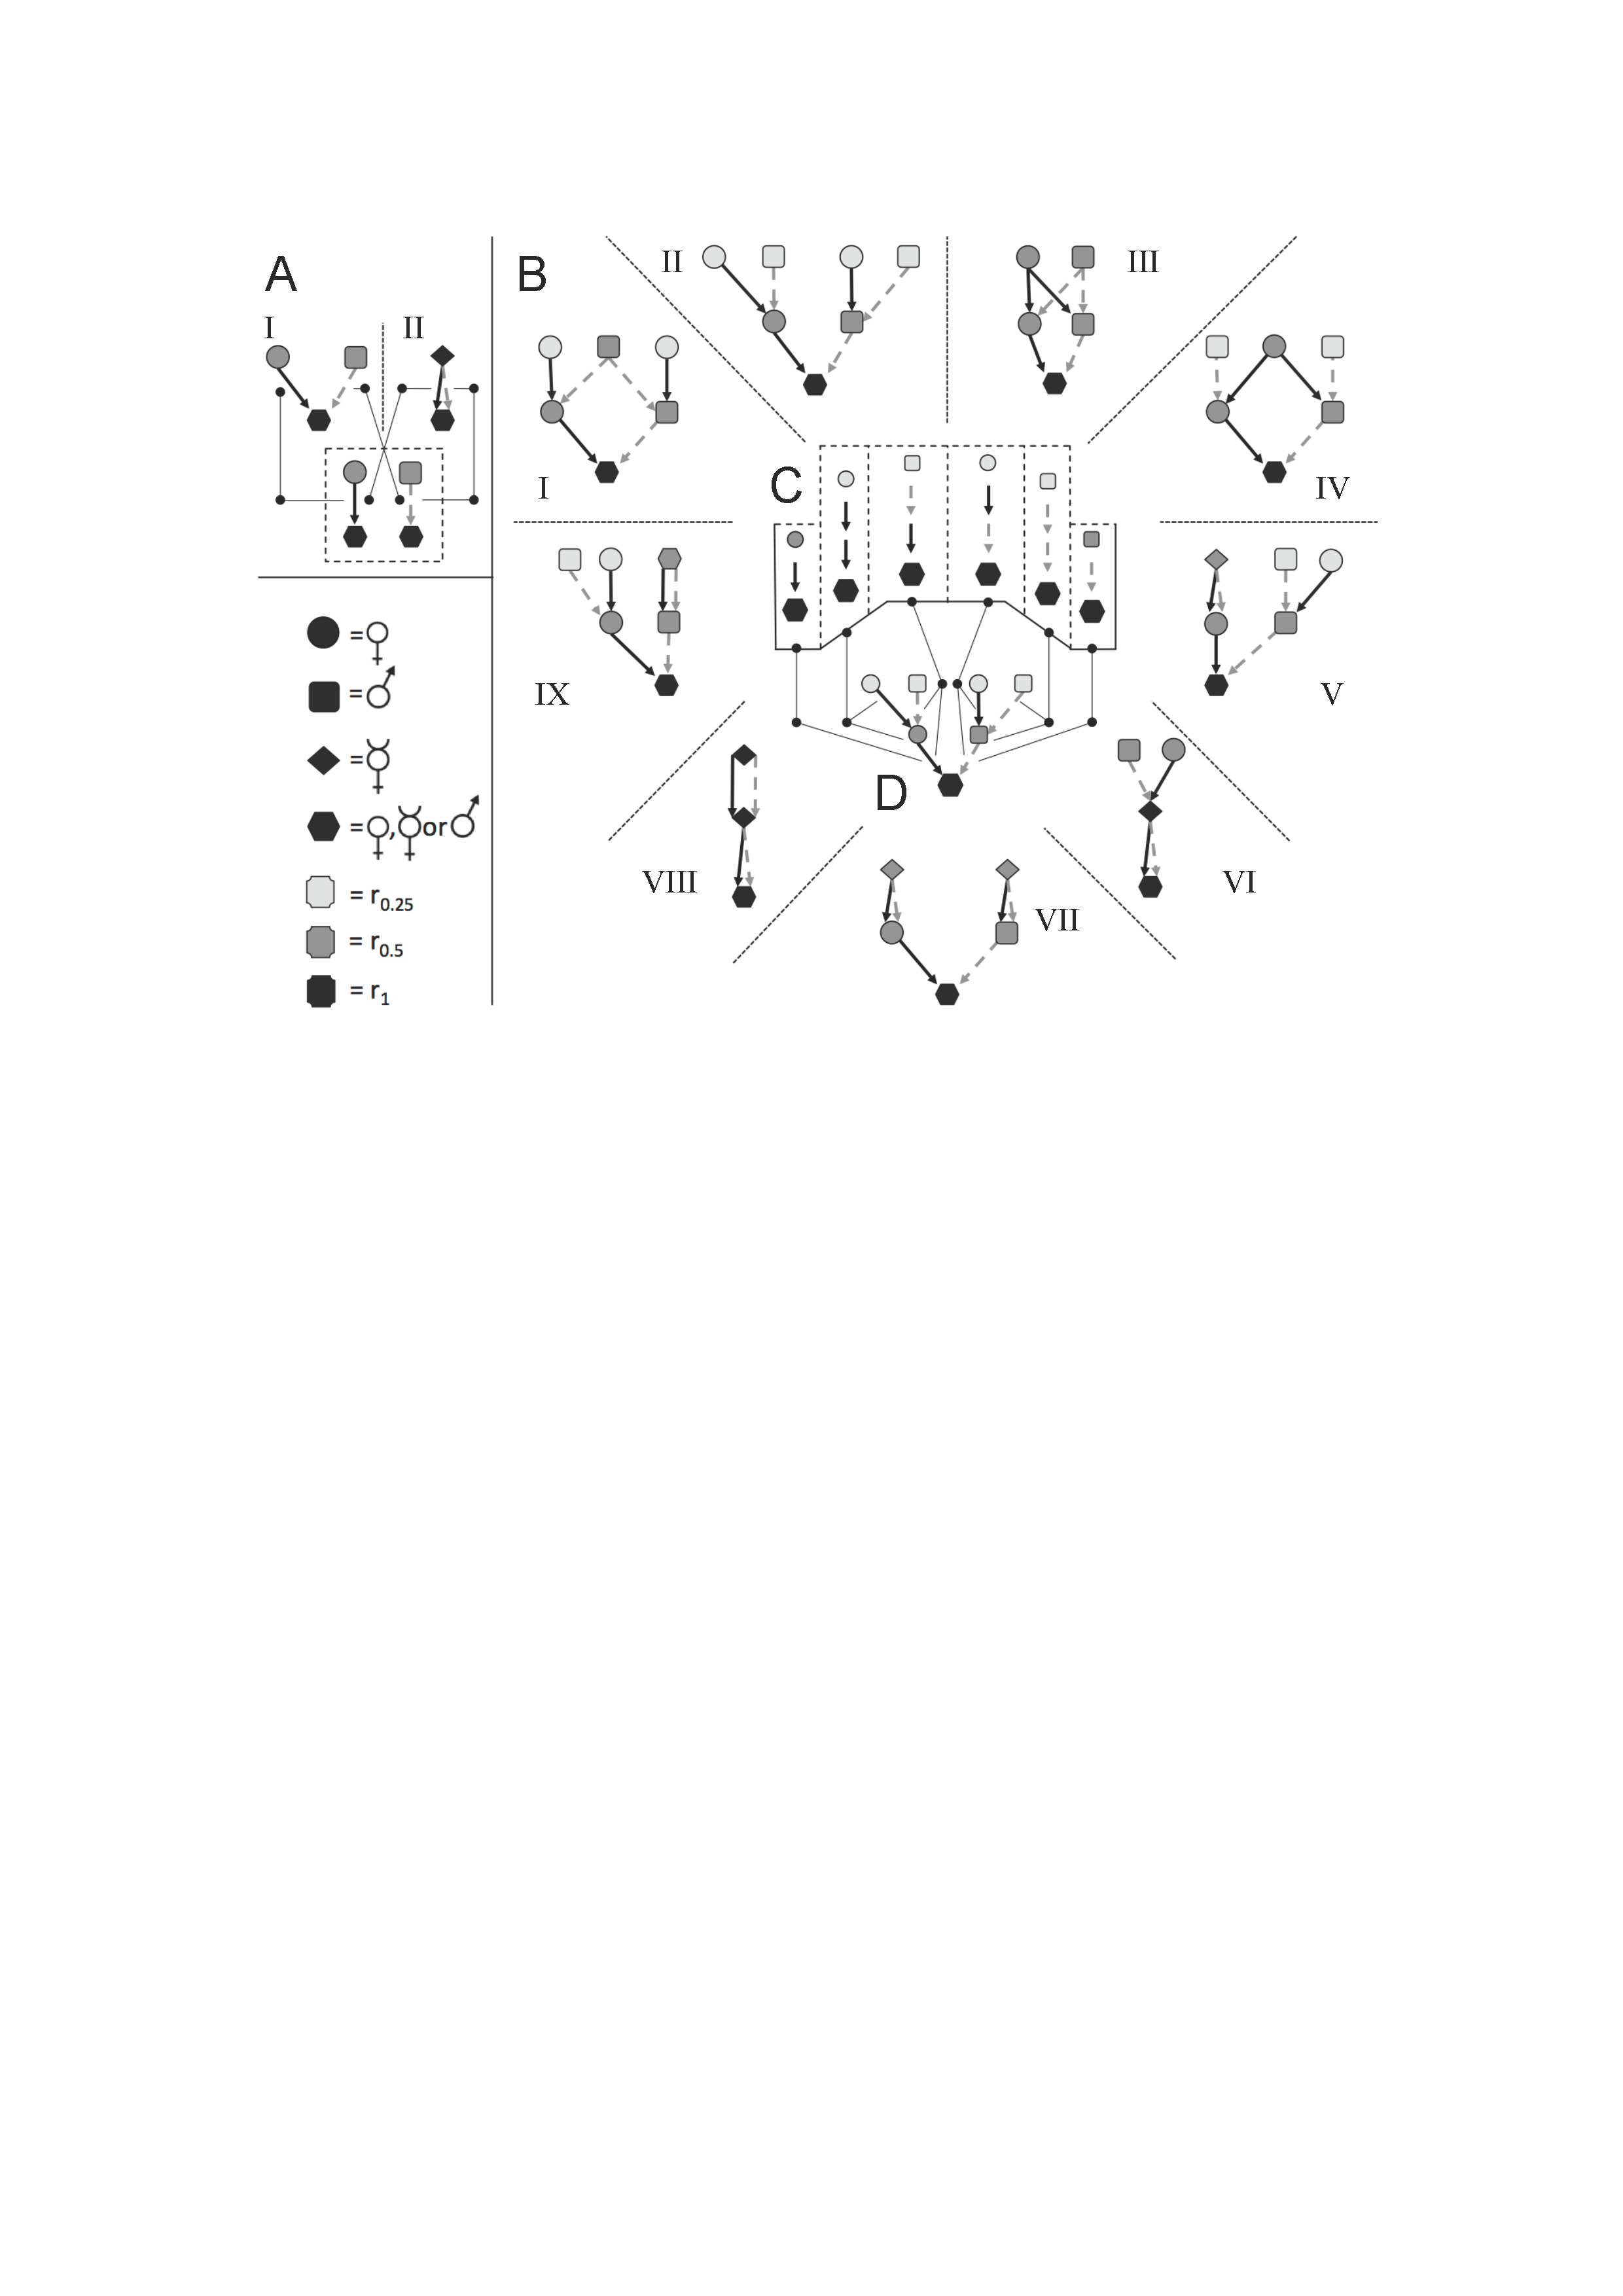 A
I
II
B
I
II
III
IV
V
VI
VII
VIII
IX
C
D
=
=
=
= , or
= r0.25
= r0.5
= r1